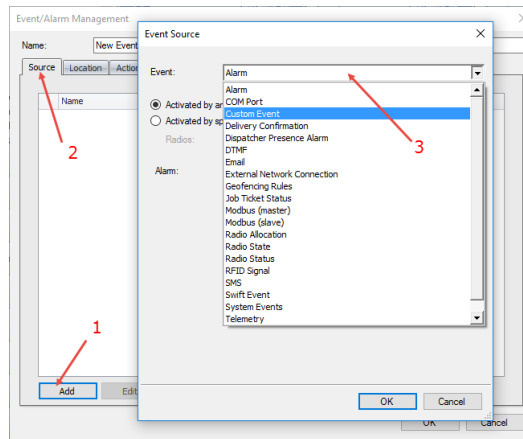 Event/Alarm Management
Name:
New Event
Source
Location
Action
Name
2
1
Add
Edit
OK
Cancel
Event Source
Event:
Alarm
Activated by
Activated by
Radios:
Alarm:
Alarm
COM Port
Custom Event
Delivery Confirmation
Dispatcher Presence Alarm
DTMF
Email
External Network Connection
Geofencing Rules
Job Ticket Status
Modbus (master)
Modbus (slave)
Radio Allocation
Radio State
Radio Status
RFID Signal
SMS
Swift Event
System Events
Telemetry
3
OK
Cancel